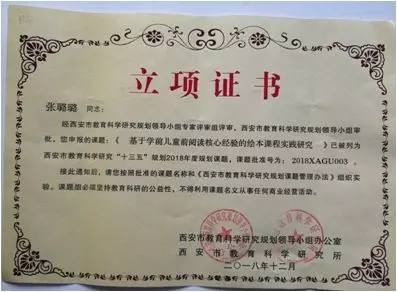 立项证书
张璐璐 同志：
经西安市教育科学研究规划领导小组专家评审组评审，西安市教育科学研究规划领导小组审
批，您申报的课题：《 基于学前儿童前阅读核心经验的绘本课程实践研究 》已被列为
西安市教育科学研究“十三五”规划2018年度规划课题，课题批准号为：2018XAGU003 。
接此通知后，请您按照批准的课题名称和《西安市教育科学研究规划课题管理办法》组织实
验。课题组必须坚持教育科研的公益性，不得利用课题名义从事任何商业经营活动。
西安市教育科学研究规划领导小组办公室
西安市教育科学研究所
二〇一八年十二月